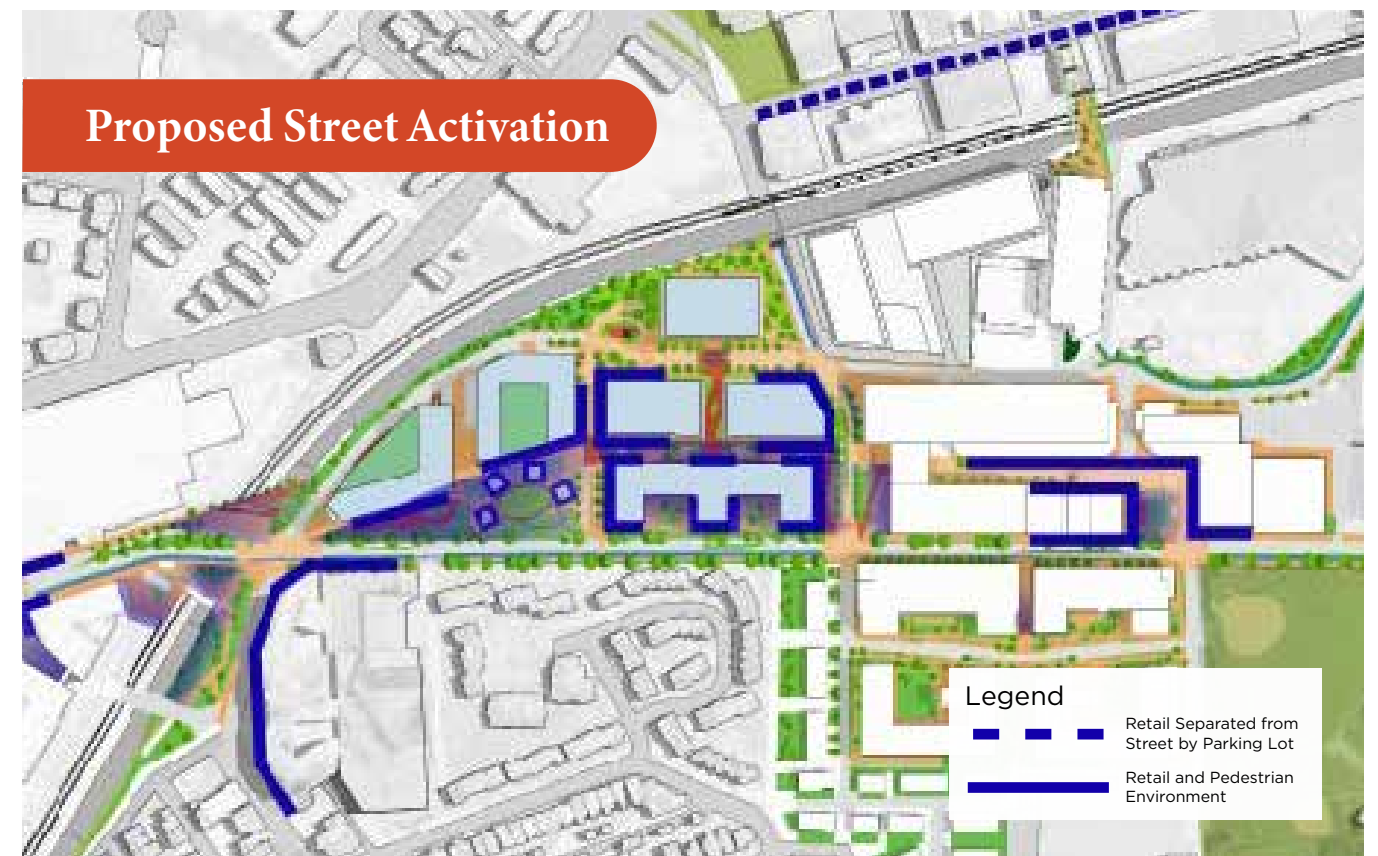 Proposed Street Activation
Legend
Retail Separated from
Street by Parking Lot
Retail and Pedestrian
Environment